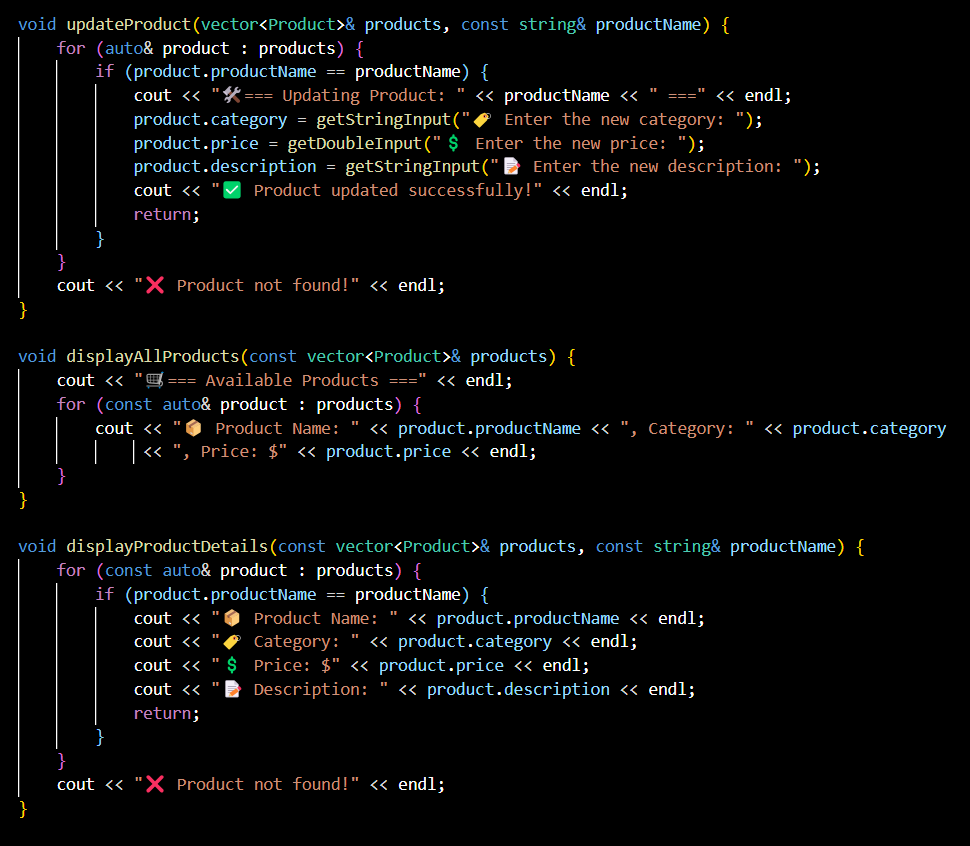 void updateProduct(vector<Product>& products, const string& productName) {
    for (auto& product : products) {
        if (product.productName == productName) {
            cout << "🛠️=== Updating Product: " << productName << " ===" << endl;
            product.category = getStringInput("🏷️ Enter the new category: ");
            product.price = getDoubleInput("💲 Enter the new price: ");
            product.description = getStringInput("📝 Enter the new description: ");
            cout << "✅ Product updated successfully!" << endl;
            return;
        }
    }
    cout << "❌ Product not found!" << endl;
}

void displayAllProducts(const vector<Product>& products) {
    cout << "🛒=== Available Products ===" << endl;
    for (const auto& product : products) {
        cout << "📦 Product Name: " << product.productName << ", Category: " << product.category
             << ", Price: $" << product.price << endl;
    }
}

void displayProductDetails(const vector<Product>& products, const string& productName) {
    for (const auto& product : products) {
        if (product.productName == productName) {
            cout << "📦 Product Name: " << product.productName << endl;
            cout << "🏷️ Category: " << product.category << endl;
            cout << "💲 Price: $" << product.price << endl;
            cout << "📝 Description: " << product.description << endl;
            return;
        }
    }
    cout << "❌ Product not found!" << endl;
}